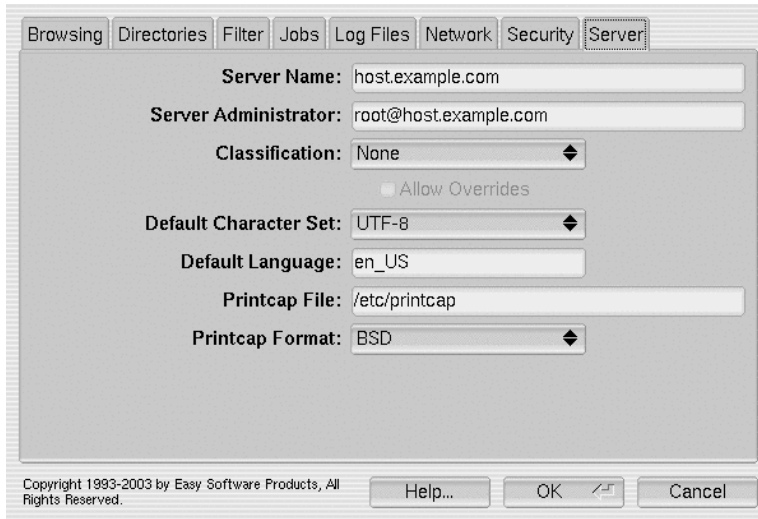 Browsing Directories Filter Jobs Log Files Network Security Server
Server Name: host.example.com
Server Administrator: root@host.example.com
Classification: None
Allow Overrides
Default Character Set: UTF-8
Default Language: en_US
Printcap File: /etc/printcap
Printcap Format: BSD
Copyright 1993-2003 by Easy Software Products, All
Rights Reserved.
Help... OK Cancel